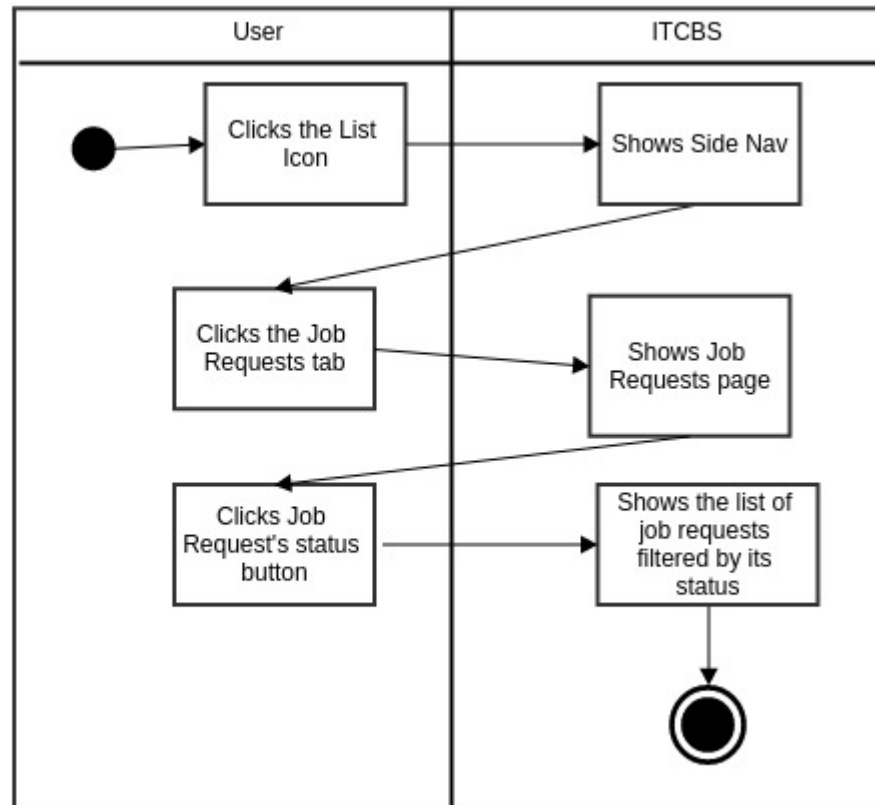 User
ITCBS
Clicks the List
Icon
Shows Side Nav
Clicks the Job
Requests tab
Shows Job
Requests page
Clicks Job
Request's status
button
Shows the list of
job requests
filtered by its
status